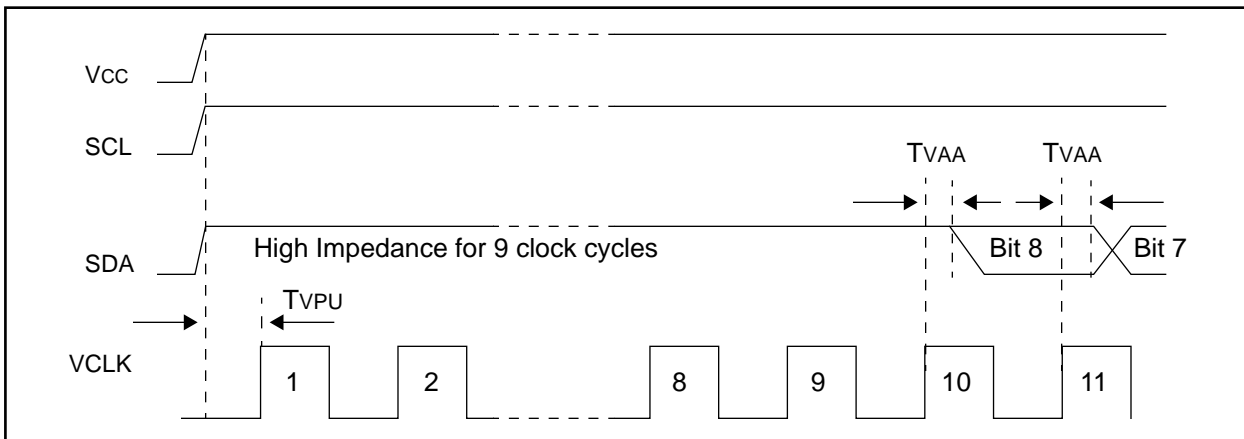 VCC
SCL
TVAA TVAA
SDA High Impedance for 9 clock cycles Bit 8 Bit 7
TVPU
VCLK 1 2 8 9 10 11